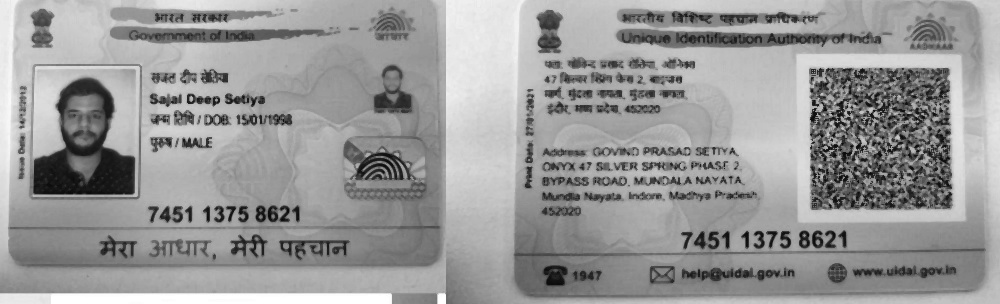 भारत सरकार
Government of India
आधार
Issue Date: 14/12/2012
सजल दीप सेठिया
Sajal Deep Setiya
जन्म तिथि / DOB: 15/01/1998
पुरुष / MALE
7451 1375 8621
मेरा आधार, मेरी पहचान
भारतीय विशिष्ट पहचान प्राधिकरण
Unique Identification Authority of India
AADHAAR
Print Date: 27/01/2021
पता: गोविन्द प्रसाद सेठिया, ओनिक्स
47 सिल्वर स्प्रिंग फेस 2, बाइपास
मार्ग, मुंदला नायता, मुंडला नायता,
इंदौर, मध्य प्रदेश, 452020
Address: GOVIND PRASAD SETIYA,
ONYX 47 SILVER SPRING PHASE 2,
BYPASS ROAD, MUNDALA NAYATA,
Mundla Nayata, Indore, Madhya Pradesh,
452020
7451 1375 8621
1947
help@uidai.gov.in
www.uidai.gov.in